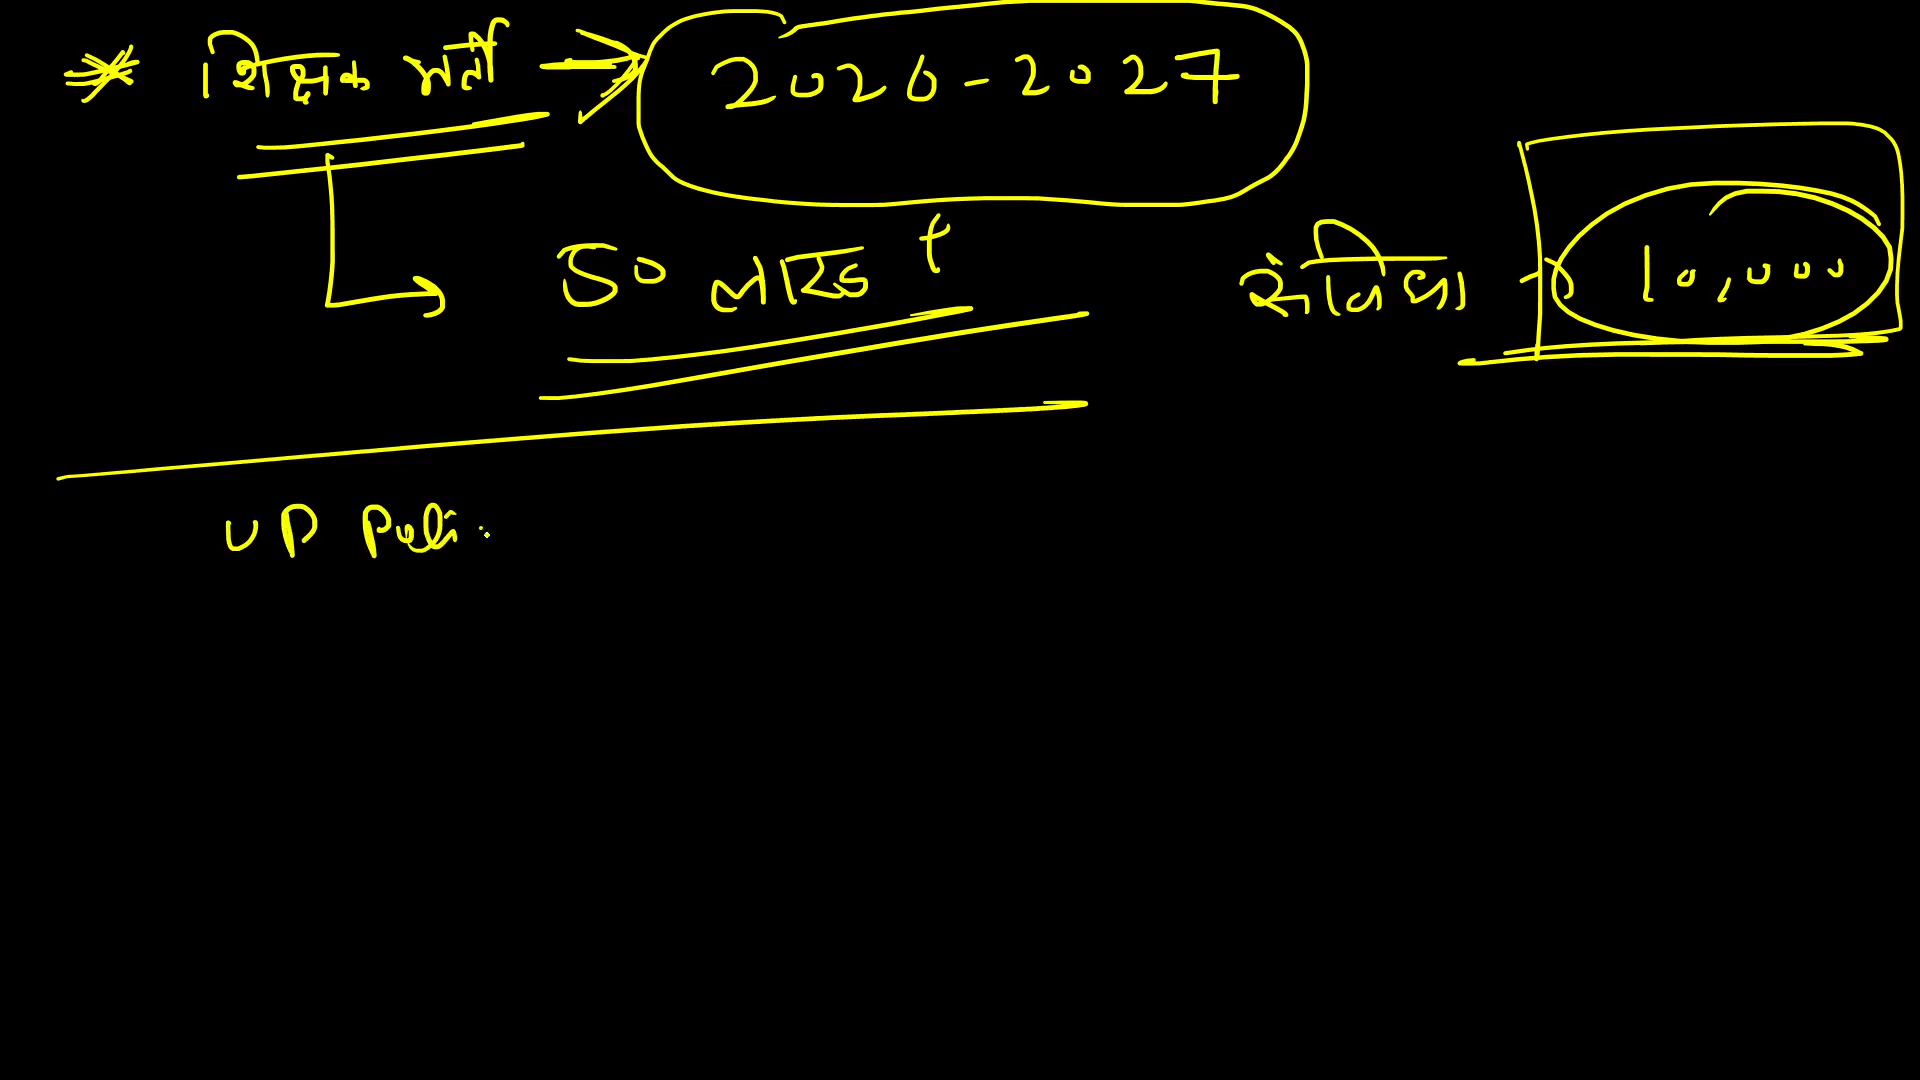 * शिक्षक भर्ती → 2026-2027
50 लाख +
संविदा → 10,000
UP Poli